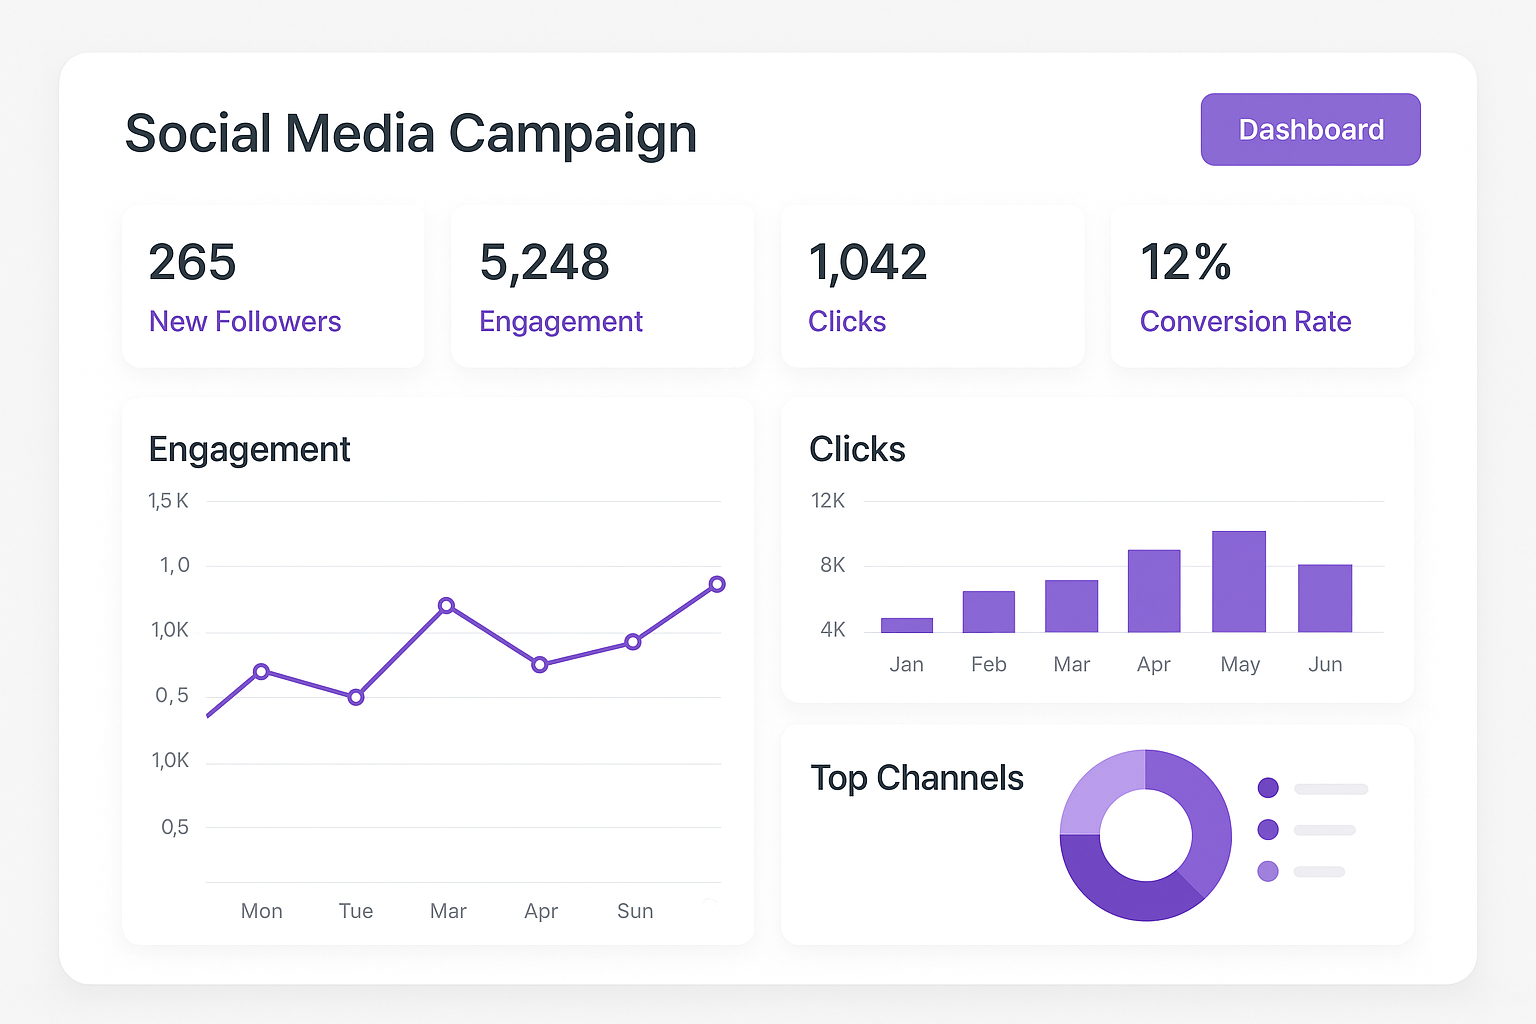 Social Media Campaign
Dashboard
265
New Followers
5,248
Engagement
1,042
Clicks
12%
Conversion Rate
Engagement
1,5 K
1,0
1,0K
0,5
1,0K
0,5
Mon Tue Mar Apr Sun
Clicks
12K
8K
4K
Jan Feb Mar Apr May Jun
Top Channels